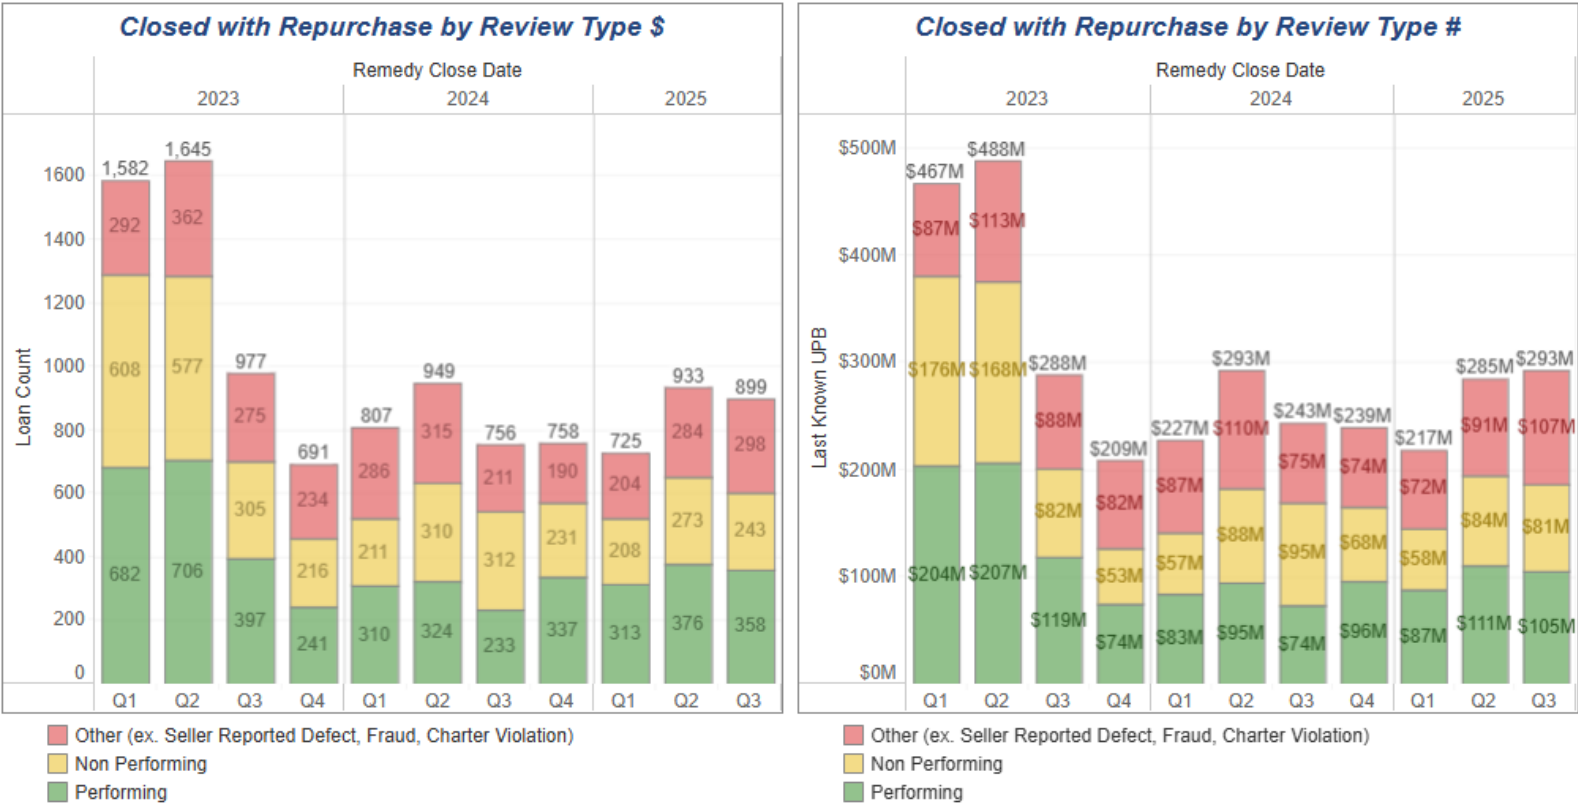 Closed with Repurchase by Review Type $
Remedy Close Date
2023 2024 2025
Loan Count
1600
1400
1200
1000
800
600
400
200
0
1,582 1,645 977 691 807 949 756 758 725 933 899
292 362 275 234 286 315 211 190 204 284 298
608 577 305 216 211 310 312 231 208 273 243
682 706 397 241 310 324 233 337 313 376 358
Q1 Q2 Q3 Q4 Q1 Q2 Q3 Q4 Q1 Q2 Q3
Other (ex. Seller Reported Defect, Fraud, Charter Violation)
Non Performing
Performing
Closed with Repurchase by Review Type #
Remedy Close Date
2023 2024 2025
Last Known UPB
$500M
$400M
$300M
$200M
$100M
$0M
$467M $488M $288M $209M $227M $293M $243M $239M $217M $285M $293M
$87M $113M $88M $82M $87M $110M $75M $74M $72M $91M $107M
$176M $168M $82M $53M $57M $88M $95M $68M $58M $84M $81M
$204M $207M $119M $74M $83M $95M $74M $96M $87M $111M $105M
Q1 Q2 Q3 Q4 Q1 Q2 Q3 Q4 Q1 Q2 Q3
Other (ex. Seller Reported Defect, Fraud, Charter Violation)
Non Performing
Performing